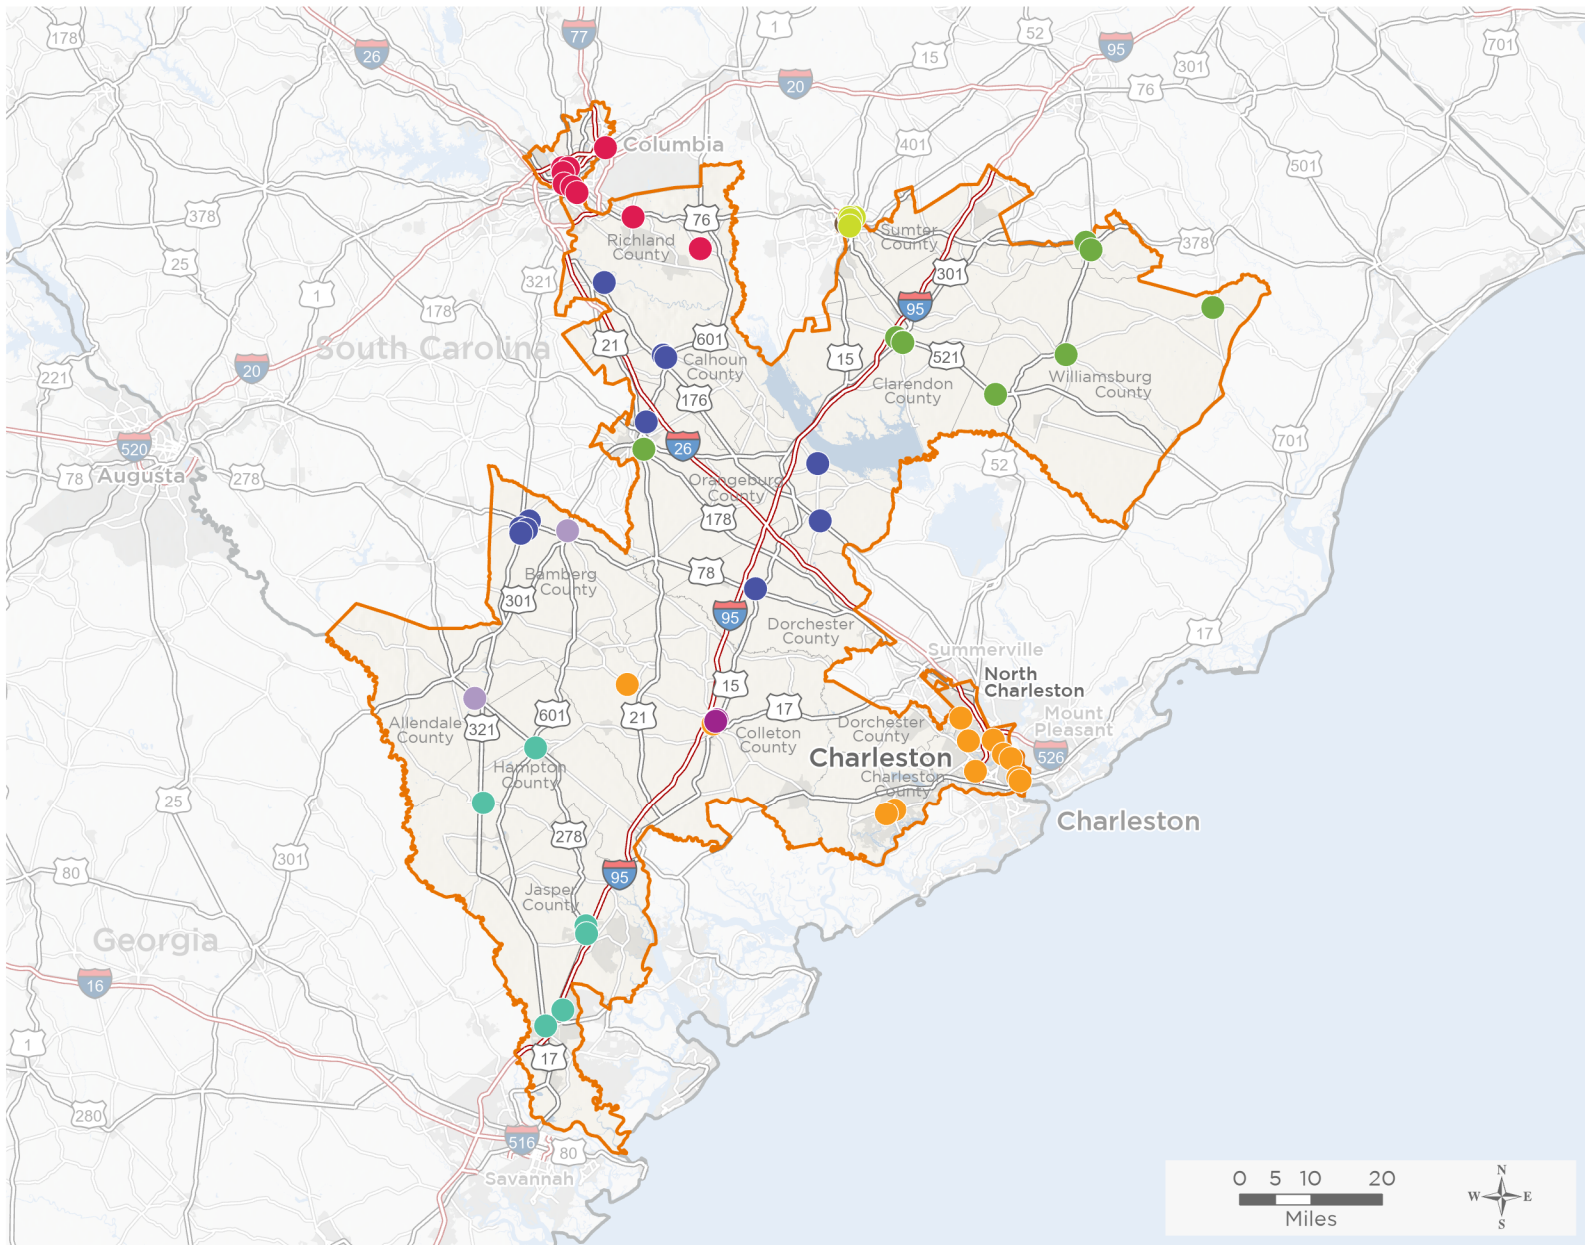 178
26
77
1
15
52
95
701
301
76
20
Columbia
401
501
378
76
Sumter
County
378
Richland
County
25
321
301
1
178
95
21
601
South Carolina
15
521
Calhoun
County
20
221
Clarendon
County
Williamsburg
County
176
520
26
701
78
Augusta
278
52
Orangeburg
County
178
Bamberg
County
78
301
95
Dorchester
County
17
Summerville
North
Charleston
15
601
21
17
Allendale
County
321
Dorchester
County
Mount
Pleasant
Colleton
County
Charleston
526
Hampton
County
Charleston
County
25
Charleston
278
301
80
95
Jasper
County
Georgia
16
1
17
280
516
80
Savannah
0 5 10 20
Miles
N
W E
S